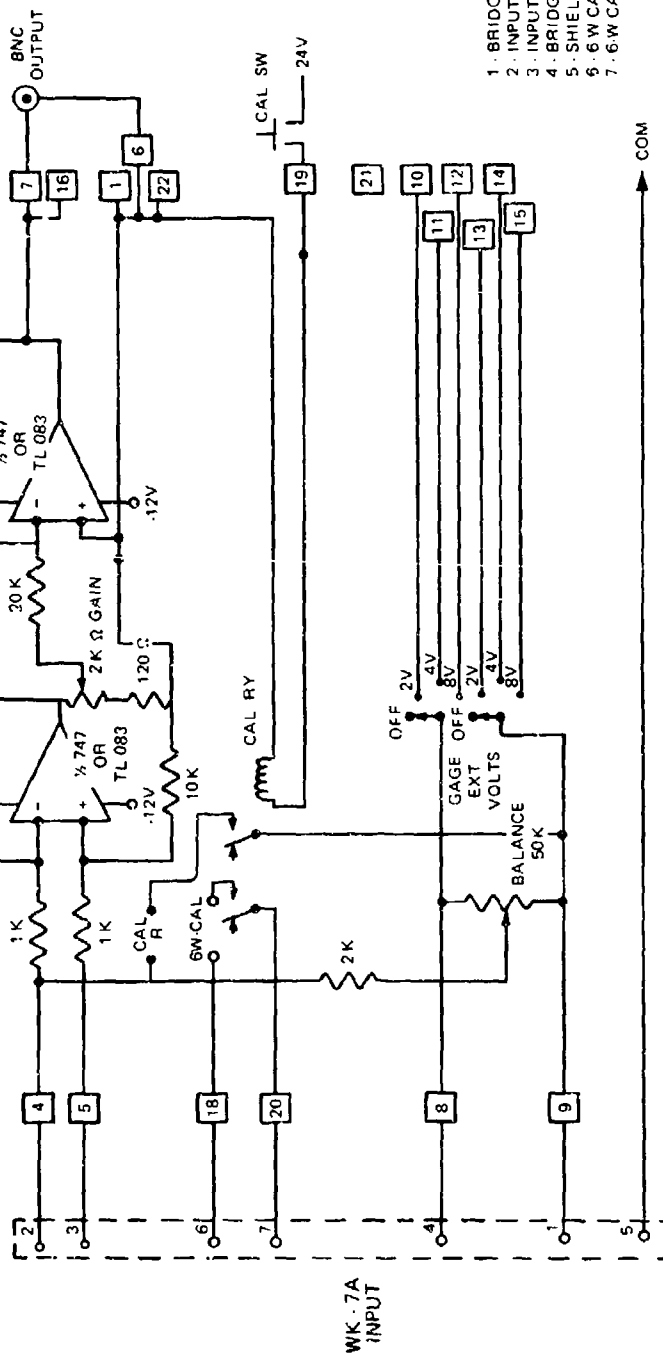 BNC
OUTPUT
½ 747
OR
TL 083
-
+
-12V
7
16
1
6
22
CAL SW
24V
19
20 K
2 K Ω GAIN
120 Ω
½ 747
OR
TL 083
-
+
-12V
10K
CAL RY
21
10
11
12
13
14
15
1K
1K
CAL
R
6W-CAL
2K
OFF
2V
4V
8V
OFF
2V
4V
8V
GAGE
EXT
VOLTS
BALANCE
50 K
4
5
18
20
8
9
2
3
6
7
4
1
5
WK - 7A
INPUT
COM
1 - BRIDG
2 - INPUT
3 - INPUT
4 - BRIDG
5 - SHIEL
6 - 6 W CA
7 - 6-W CA